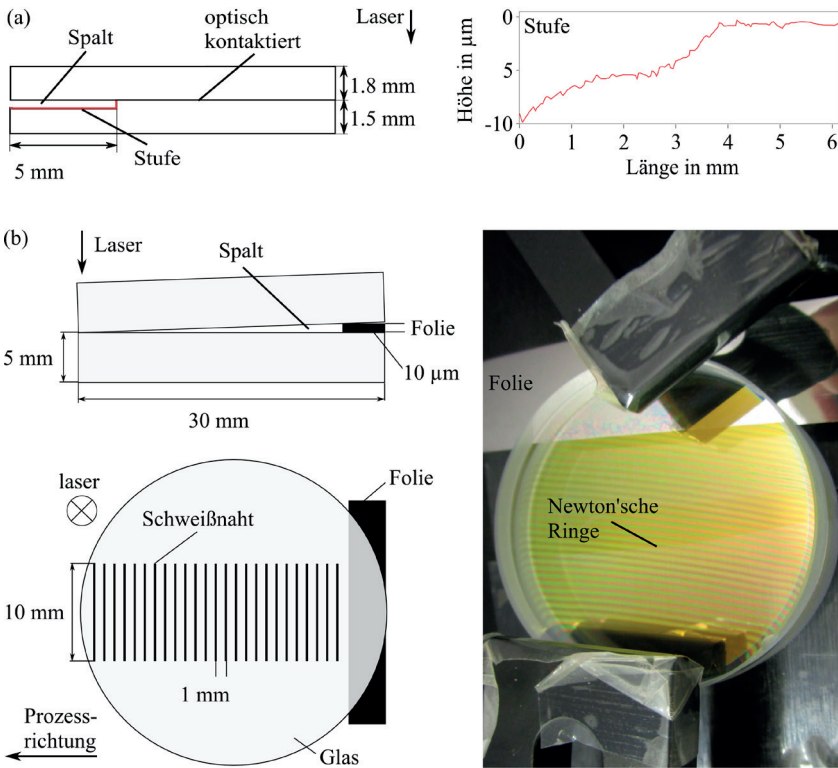 (a)
Laser
optisch
kontaktiert
Spalt
1.8 mm
1.5 mm
5 mm
Stufe
Stufe
Höhe in µm
0
5
-10
0
1
2
3
4
5
6
Länge in mm
(b)
Laser
Spalt
Folie
5 mm
10 µm
30 mm
laser
Folie
Schweißnaht
10 mm
1 mm
Prozess-
richtung
Glas
Folie
Newton'sche
Ringe